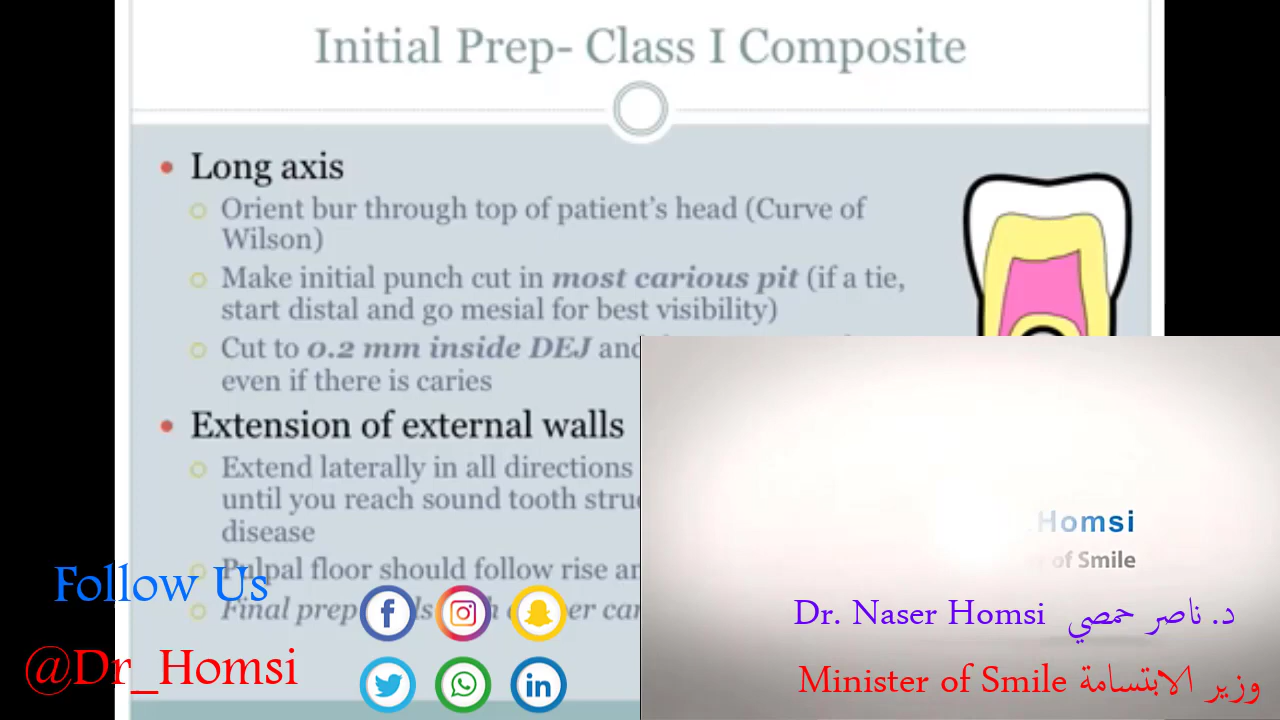 Initial Prep- Class I Composite
Long axis
Orient bur through top of patient's head (Curve of
Wilson)
Make initial punch cut in most carious pit (if a tie,
start distal and go mesial for best visibility)
Cut to 0.2 mm inside DEJ and
even if there is caries
Extension of external walls
Extend laterally in all directions
until you reach sound tooth
disease
Pulpal floor should follow rise
Final prep
Follow Us
@Dr_Homsi
Homsi
of Smile
Dr. Naser Homsi د. ناصر حمصي
Minister of Smile وزير الابتسامة